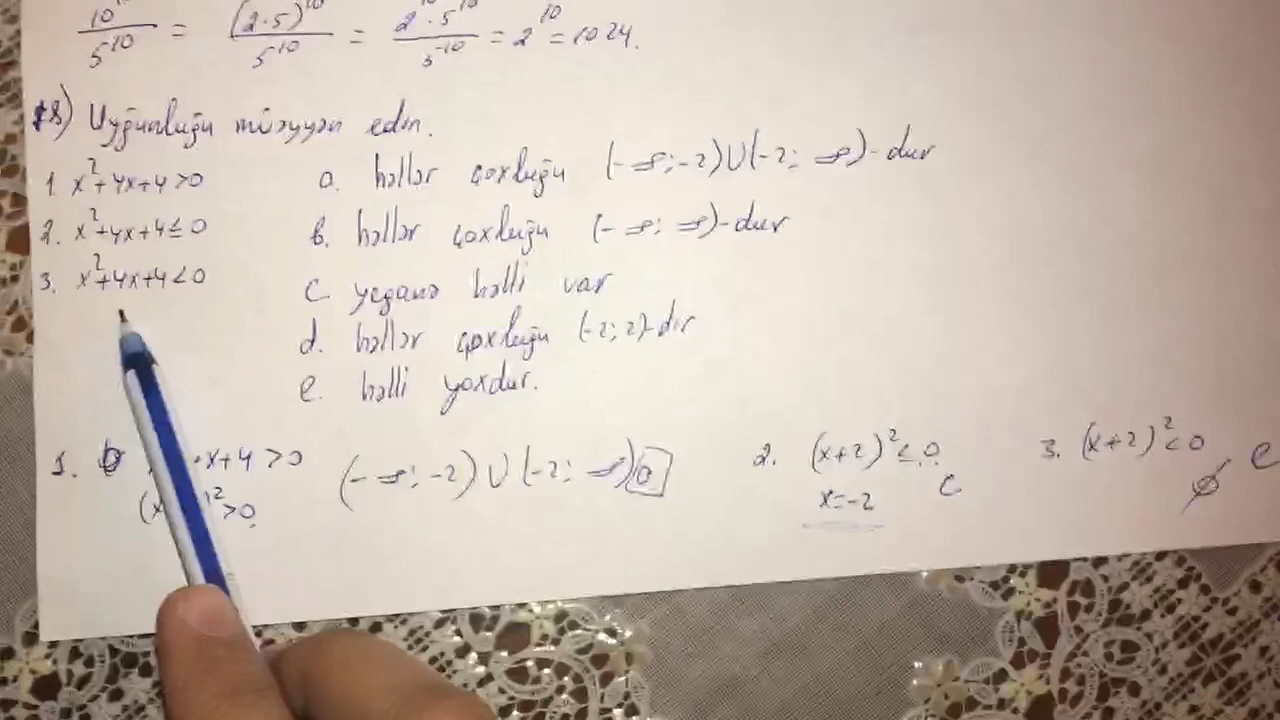 10^10/5^10 = (2·5)^10/5^10 = 2^10·5^10/5^10 = 2^10 = 1024.
18) Uyğunluğu müəyyən edin.
1. x²+4x+4>0 a. həllər çoxluğu (-∞;-2)∪(-2; ∞)-dur
2. x²+4x+4≤0 b. həllər çoxluğu (-∞; ∞)-dur
3. x²+4x+4<0 c. yeganə həlli var
d. həllər çoxluğu (-2; 2)-dir
e. həlli yoxdur.
1. x+4>0 (-∞;-2)∪(-2; ∞) a 2. (x+2)²≤0 3. (x+2)²<0 e
(x )²>0 x=-2 c ∅